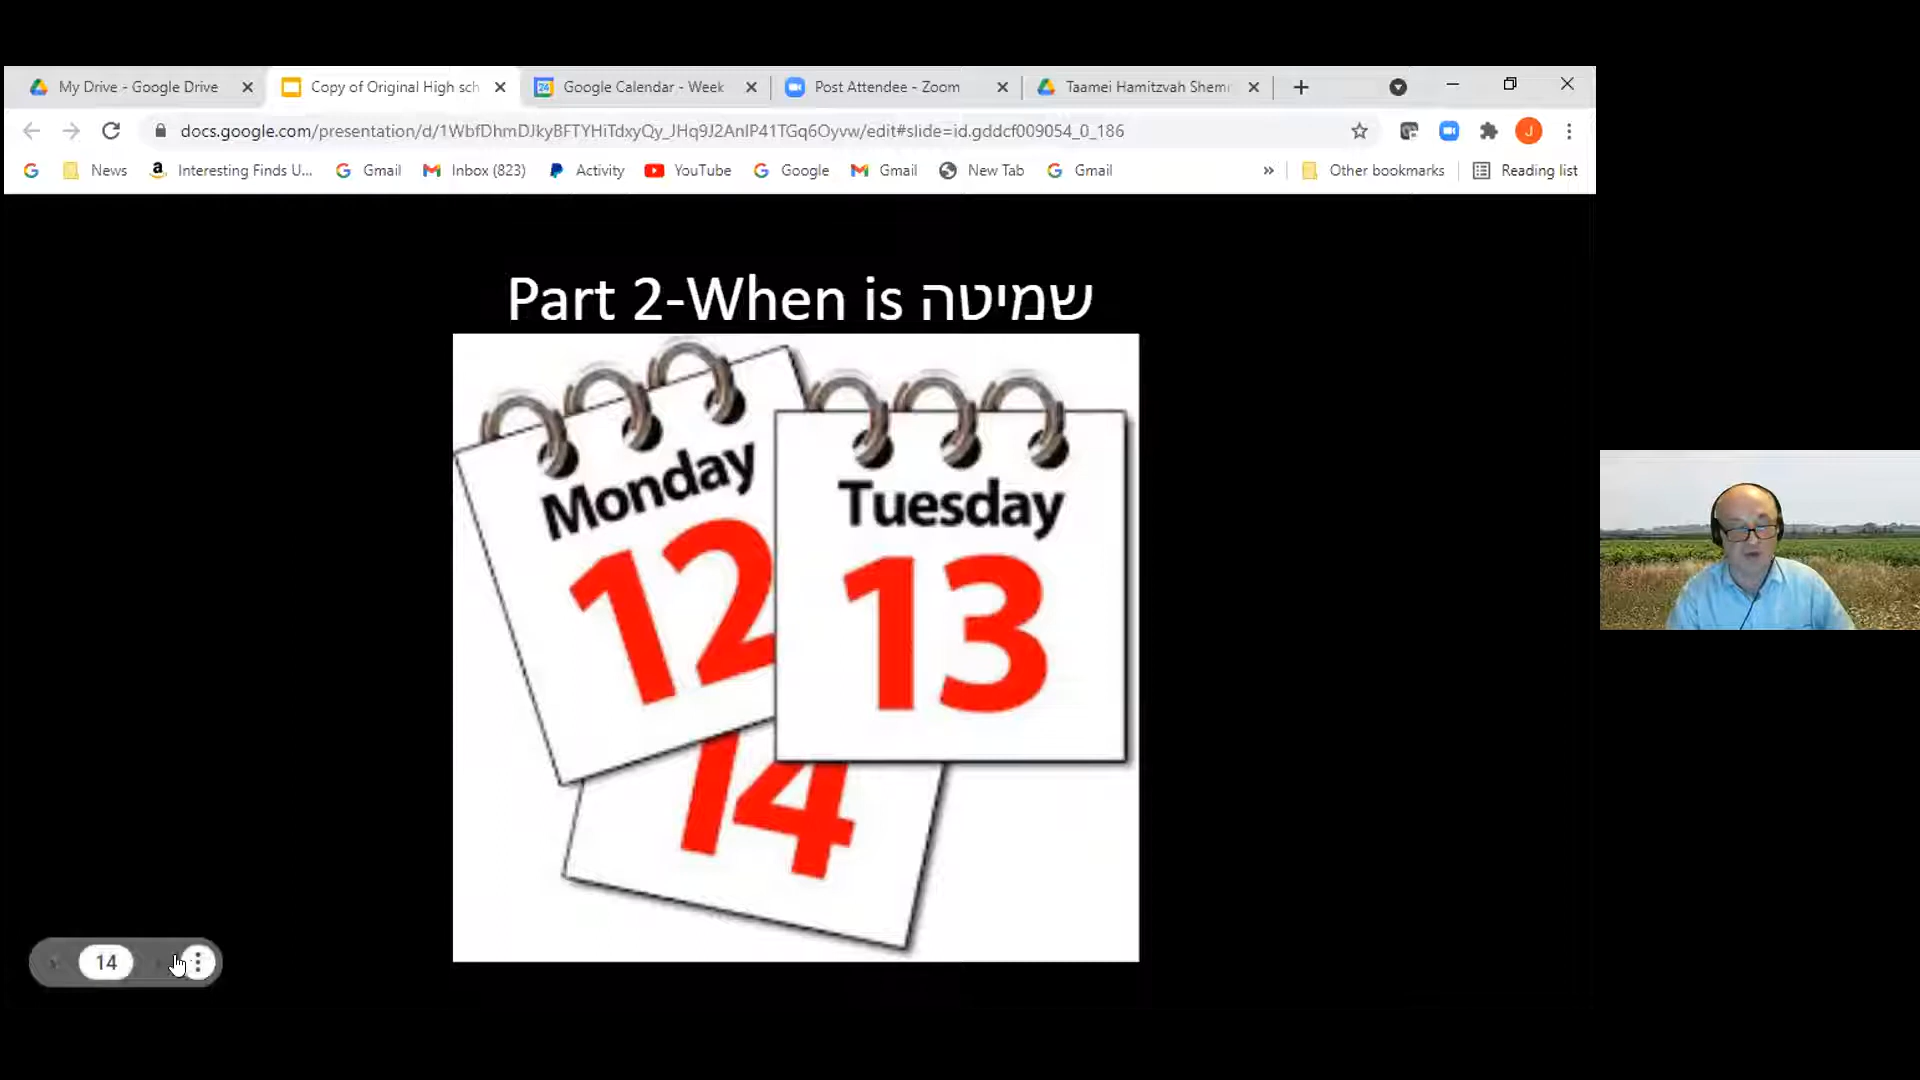 My Drive - Google Drive
Copy of Original High sch
Google Calendar - Week
Post Attendee - Zoom
Taamei Hamitzvah Shemi
docs.google.com/presentation/d/1WbfDhmDJkyBFTYHiTdxyQy_JHq9J2AnIP41TGq6Oyvw/edit#slide=id.gddcf009054_0_186
J
News
Interesting Finds U...
Gmail
Inbox (823)
Activity
YouTube
Google
Gmail
New Tab
Gmail
»
Other bookmarks
Reading list
Part 2-When is שמיטה
Monday
12
Tuesday
13
14
14